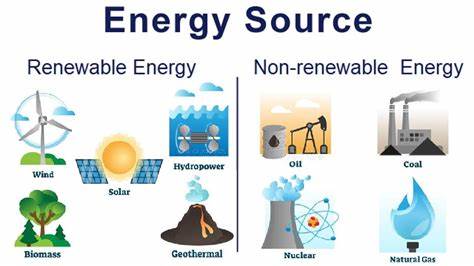 Energy Source
Renewable Energy
Wind
Solar
Hydropower
Biomass
Geothermal
Non-renewable Energy
Oil
Coal
Nuclear
Natural Gas